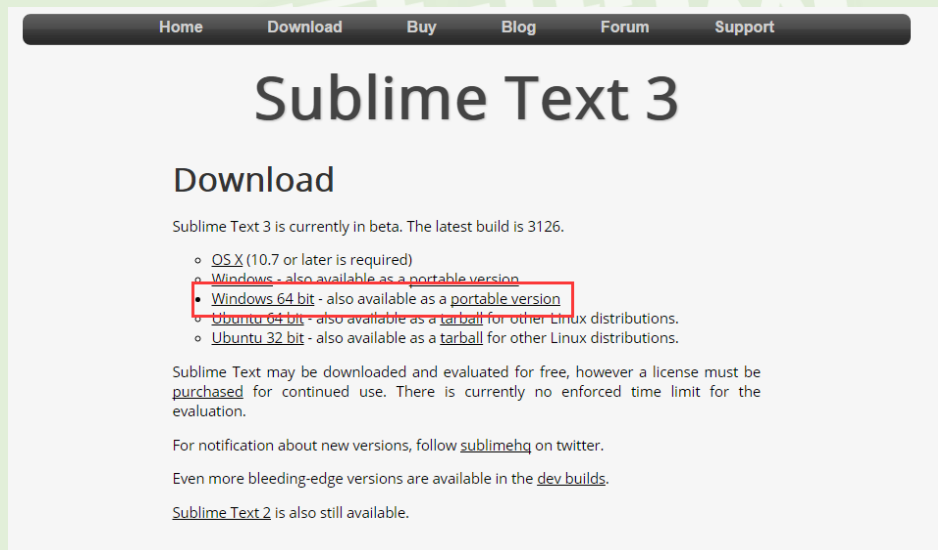 Home Download Buy Blog Forum Support
Sublime Text 3
Download
Sublime Text 3 is currently in beta. The latest build is 3126.
OS X (10.7 or later is required)
Windows - also available as a portable version
Windows 64 bit - also available as a portable version
Ubuntu 64 bit - also available as a tarball for other Linux distributions.
Ubuntu 32 bit - also available as a tarball for other Linux distributions.
Sublime Text may be downloaded and evaluated for free, however a license must be
purchased for continued use. There is currently no enforced time limit for the
evaluation.
For notification about new versions, follow sublimehq on twitter.
Even more bleeding-edge versions are available in the dev builds.
Sublime Text 2 is also still available.